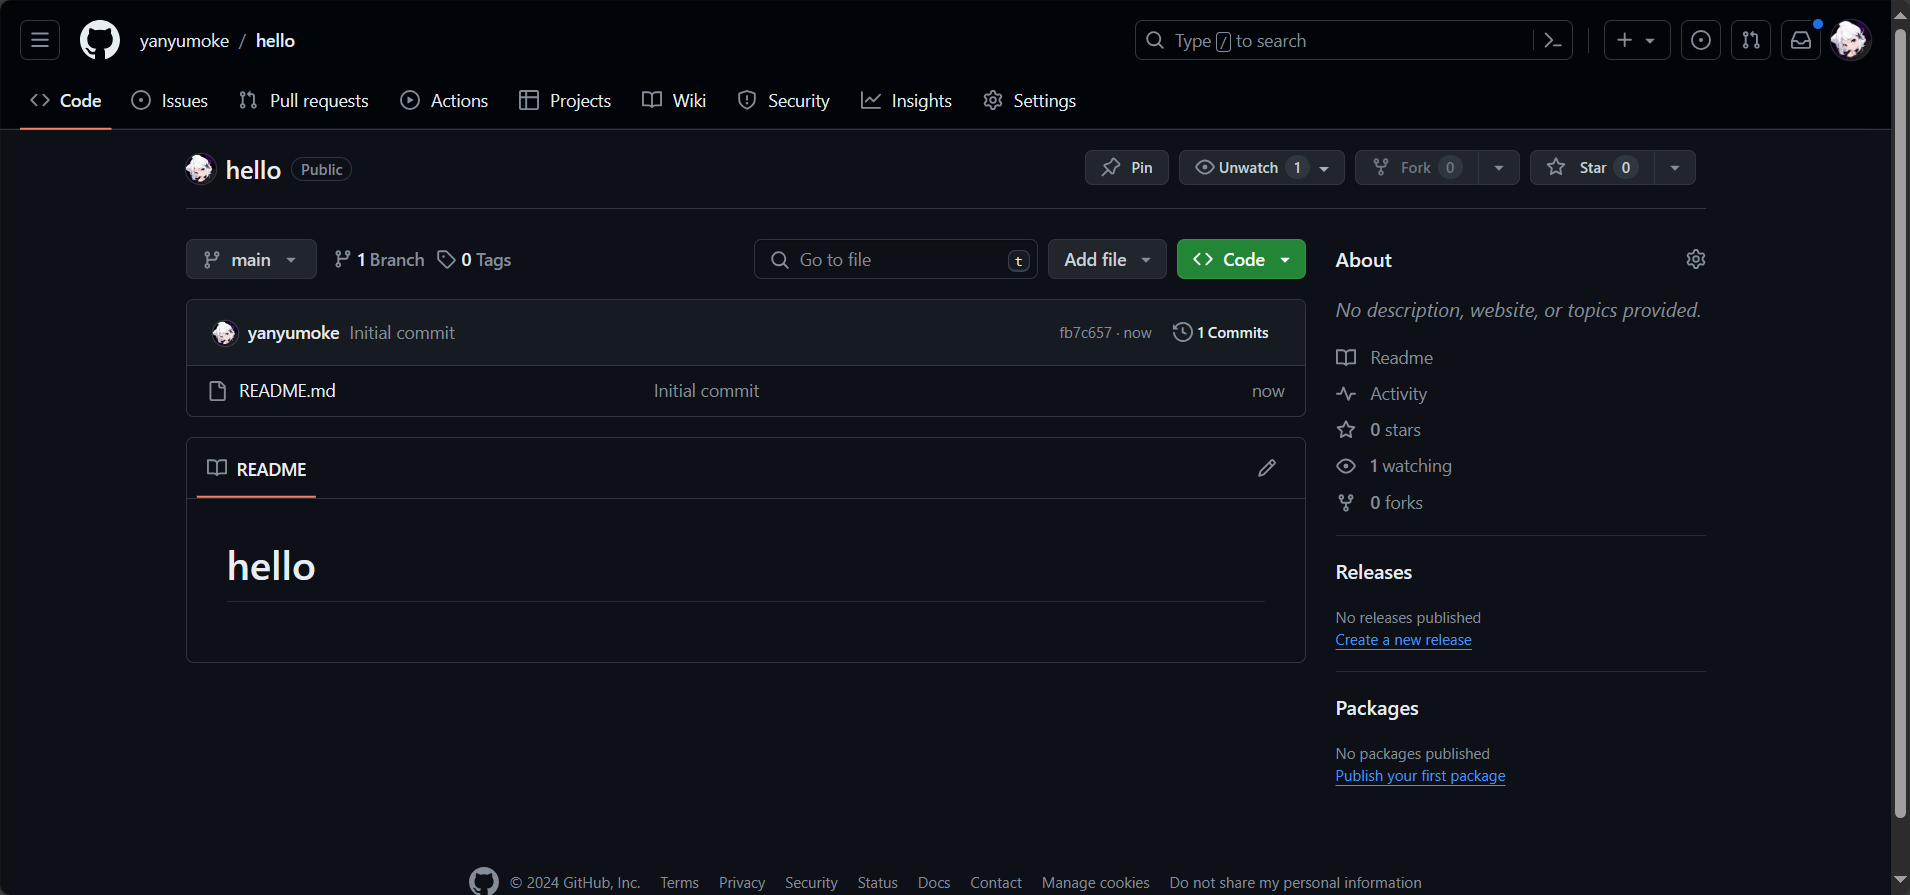 yanyumoke / hello
Type / to search
Code Issues Pull requests Actions Projects Wiki Security Insights Settings
hello Public
Pin Unwatch 1 Fork 0 Star 0
main 1 Branch 0 Tags
Go to file t Add file Code
yanyumoke Initial commit fb7c657 · now 1 Commits
README.md Initial commit now
README
hello
About
No description, website, or topics provided.
Readme
Activity
0 stars
1 watching
0 forks
Releases
No releases published
Create a new release
Packages
No packages published
Publish your first package
© 2024 GitHub, Inc. Terms Privacy Security Status Docs Contact Manage cookies Do not share my personal information